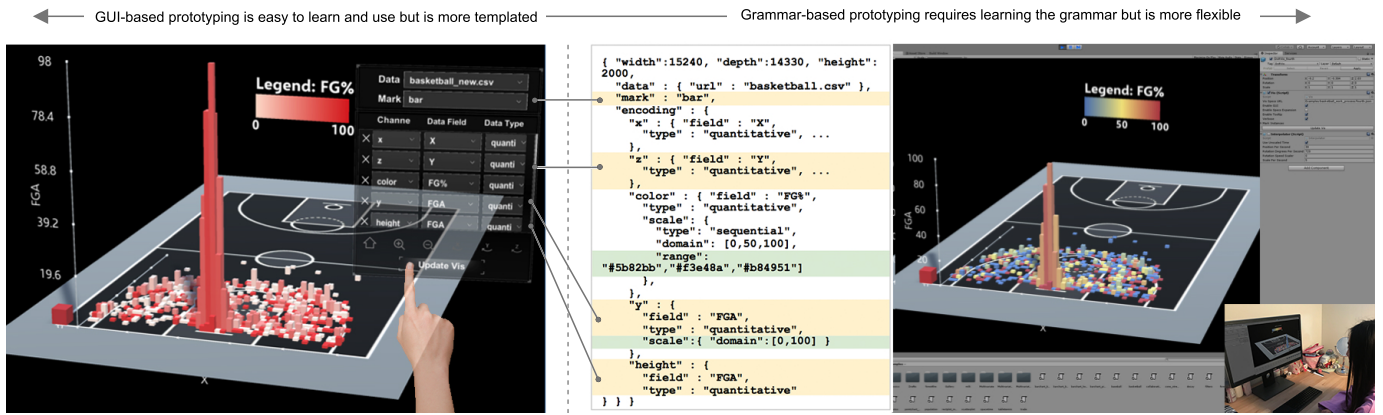 GUI-based prototyping is easy to learn and use but is more templated
Grammar-based prototyping requires learning the grammar but is more flexible
98
78.4
58.8
39.2
19.6
FGA
X
Legend: FG%
0 100
Data basketball_new.csv
Mark bar
Channe Data Field Data Type
x X quanti
z Y quanti
color FG% quanti
y FGA quanti
height FGA quanti
Update Vis
{ "width":15240, "depth":14330, "height":
2000,
"data" : { "url" : "basketball.csv" },
"mark" : "bar",
"encoding" : {
"x" : { "field" : "X",
"type" : "quantitative", ...
},
"z" : { "field" : "Y",
"type" : "quantitative", ...
},
"color" : { "field" : "FG%",
"type" : "quantitative",
"scale": {
"type": "sequential",
"domain": [0,50,100],
"range":
"#5b82bb","#f3e48a","#b84951"]
},
},
"y" : {
"field" : "FGA",
"type" : "quantitative",
"scale":{ "domain":[0,100] }
},
"height" : {
"field" : "FGA",
"type" : "quantitative"
} } }
Legend: FG%
0 50 100
100
80
60
40
20
FGA
X